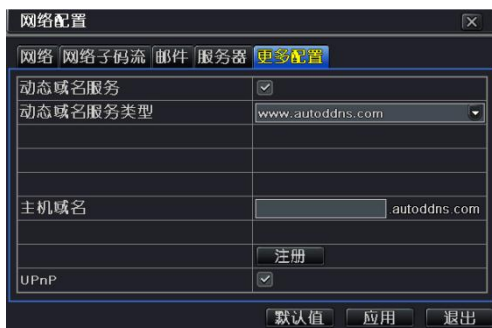 网络配置
网络 网络子码流 邮件 服务器 更多配置
动态域名服务
动态域名服务类型 www.autoddns.com
主机域名 .autoddns.com
注册
UPnP
默认值 应用 退出